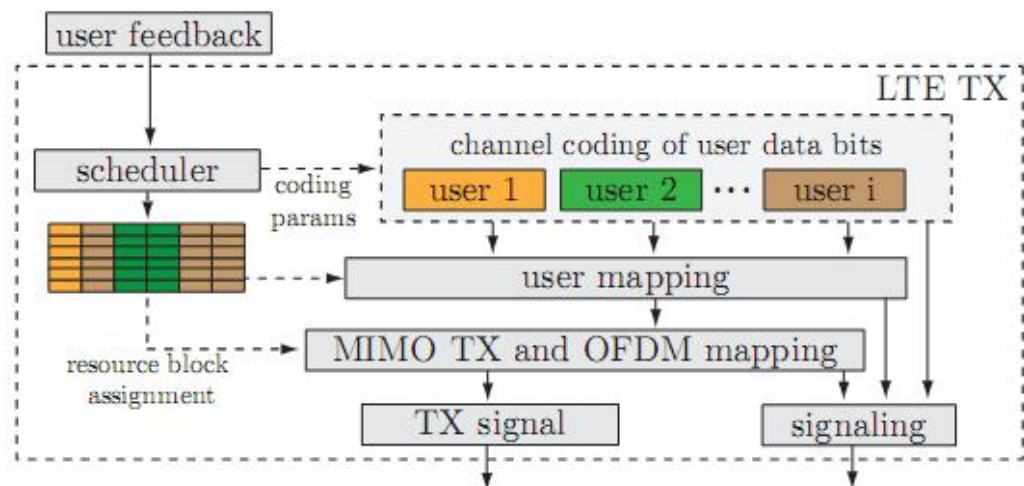 user feedback
LTE TX
scheduler
coding
params
channel coding of user data bits
user 1 user 2 ··· user i
user mapping
resource block
assignment
MIMO TX and OFDM mapping
TX signal
signaling